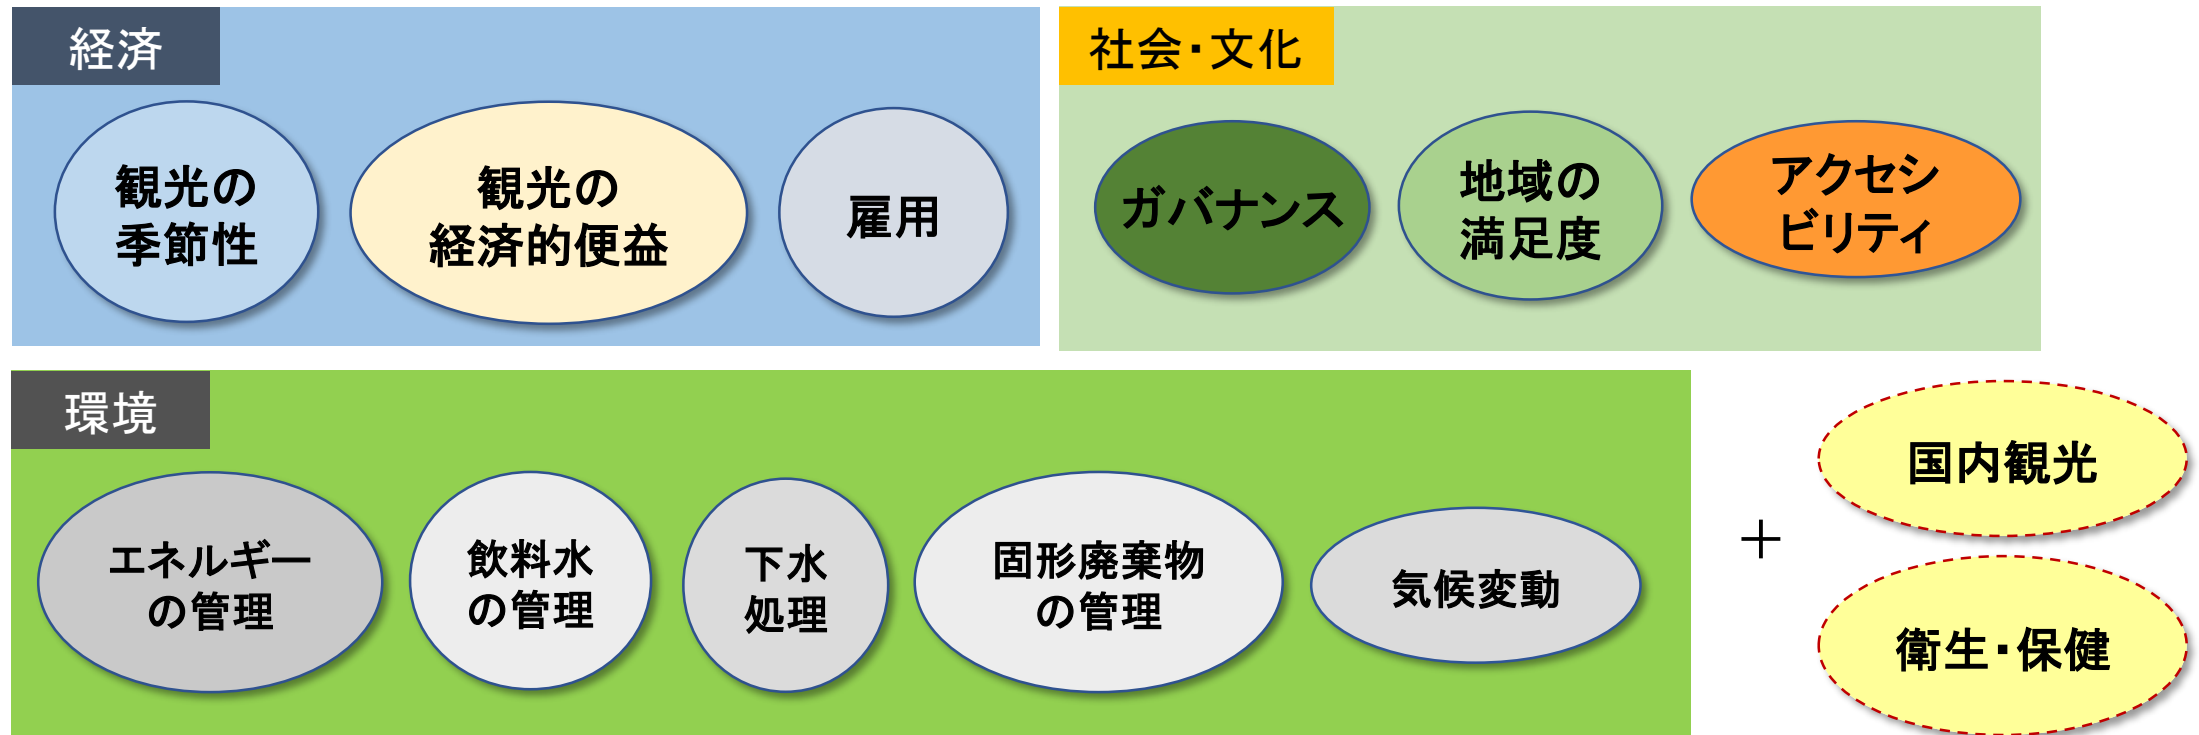 経済
観光の
季節性
観光の
経済的便益
雇用
社会・文化
ガバナンス
地域の
満足度
アクセシ
ビリティ
環境
エネルギー
の管理
飲料水
の管理
下水
処理
固形廃棄物
の管理
気候変動
＋
国内観光
衛生・保健